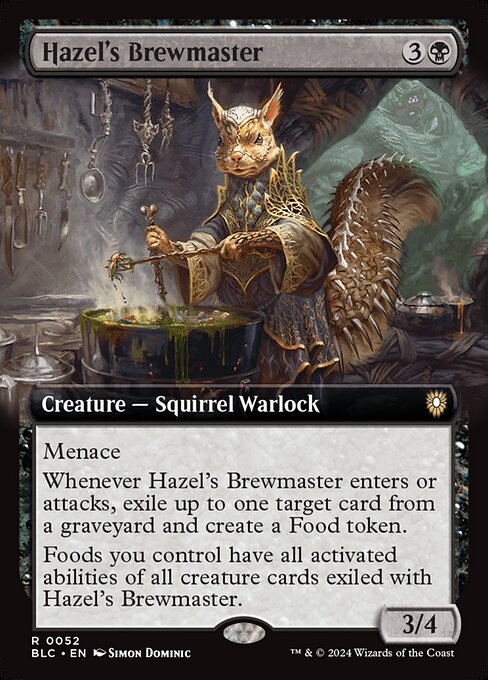 Hazel's Brewmaster 3
Creature — Squirrel Warlock
Menace
Whenever Hazel's Brewmaster enters or
attacks, exile up to one target card from
a graveyard and create a Food token.
Foods you control have all activated
abilities of all creature cards exiled with
Hazel's Brewmaster.
3/4
R 0052
BLC • EN Simon Dominic
™ & © 2024 Wizards of the Coast